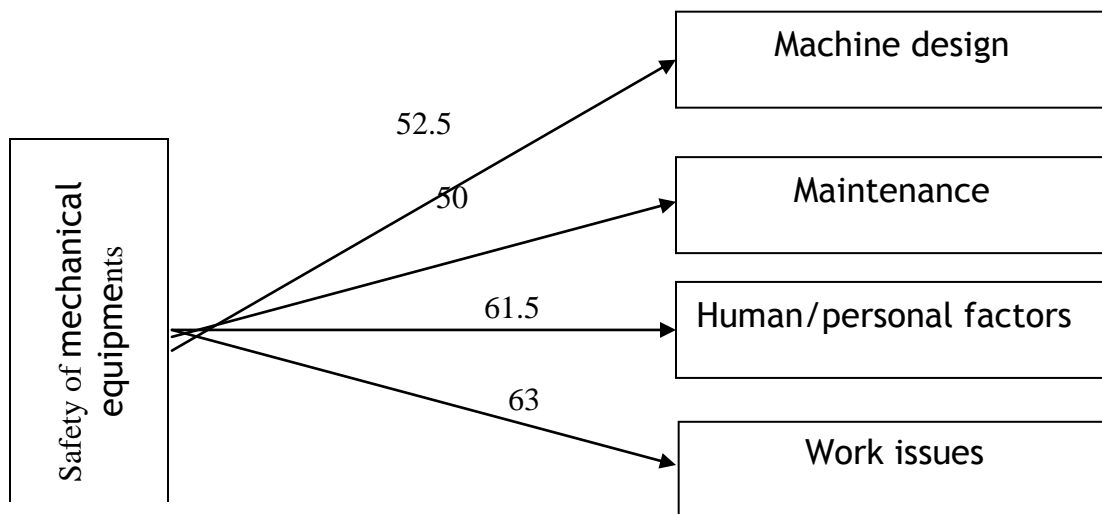 Safety of mechanical
equipments
52.5
50
61.5
63
Machine design
Maintenance
Human/personal factors
Work issues